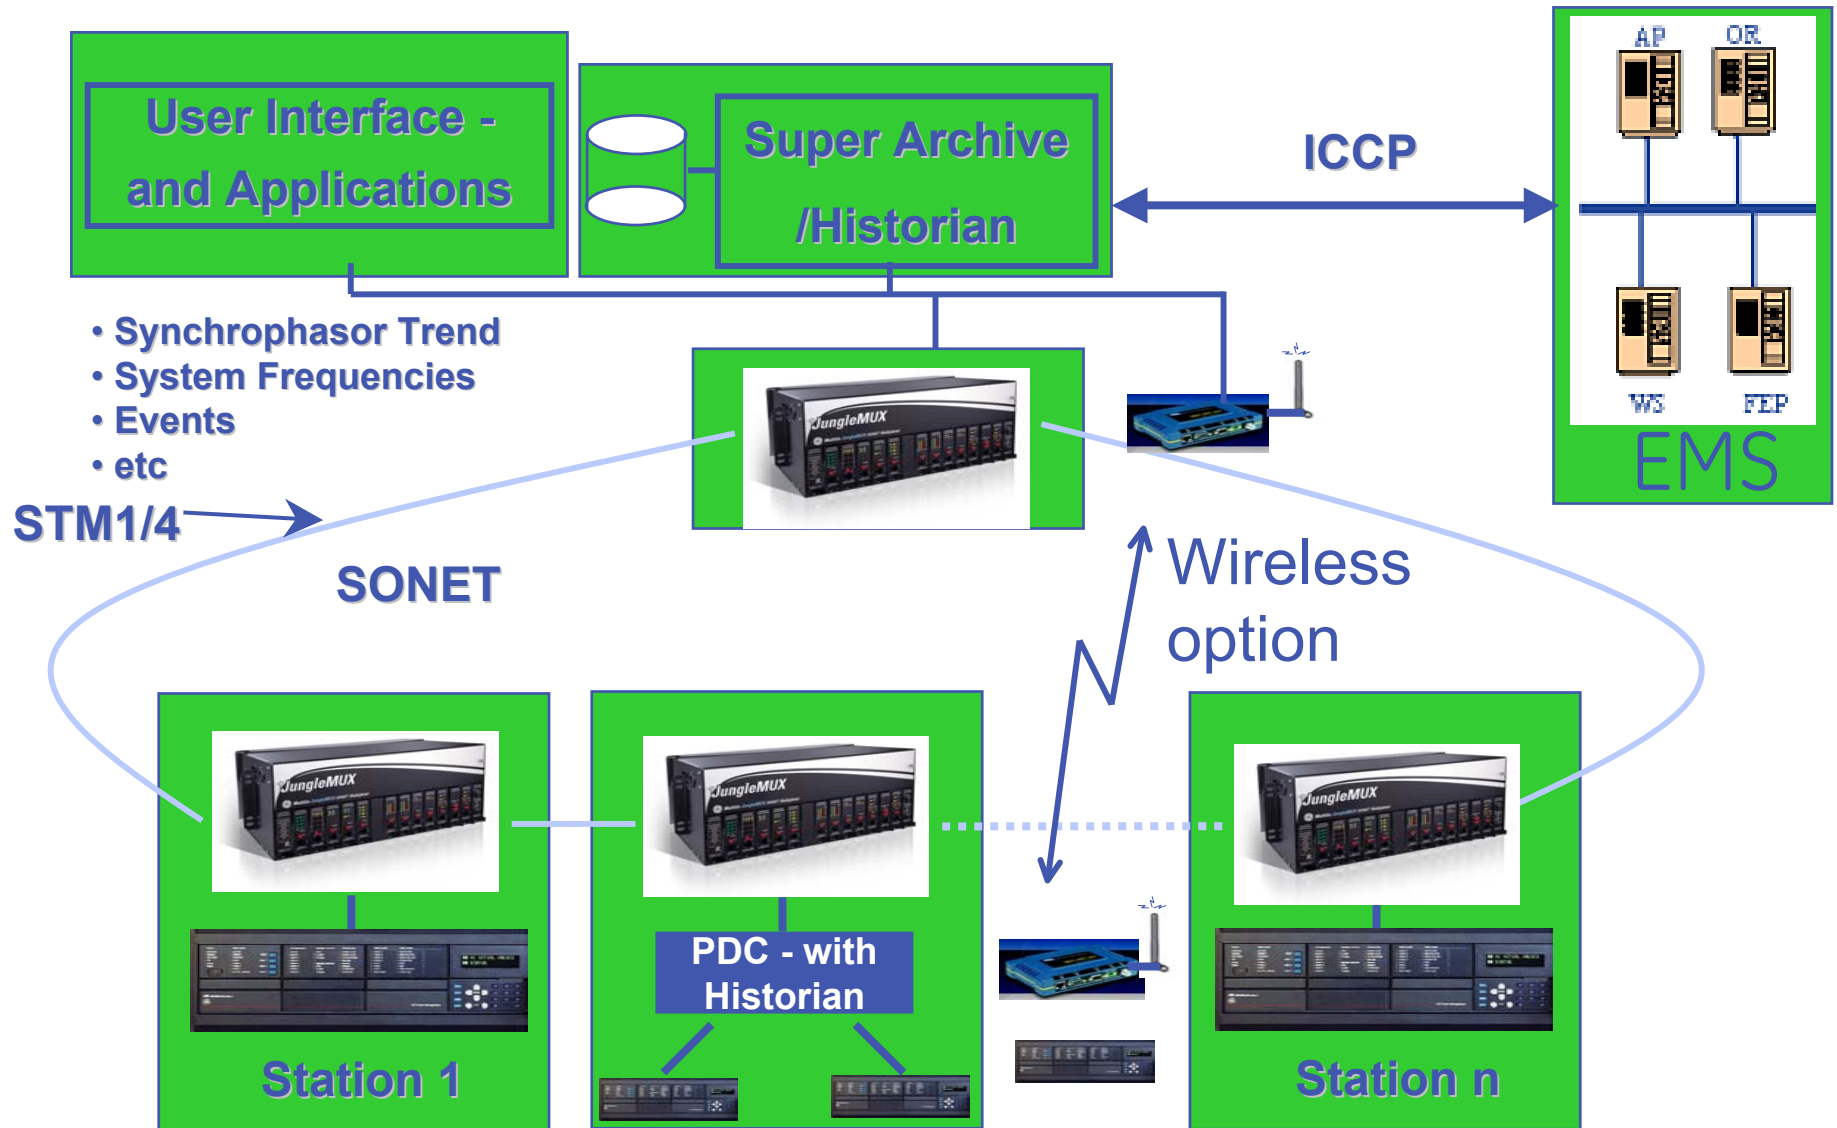 User Interface -
and Applications
Super Archive
/Historian
ICCP
AP
OR
WS
FEP
EMS
• Synchrophasor Trend
• System Frequencies
• Events
• etc
STM1/4
SONET
JungleMUX
Wireless
option
JungleMUX
JungleMUX
JungleMUX
PDC - with
Historian
Station 1
Station n